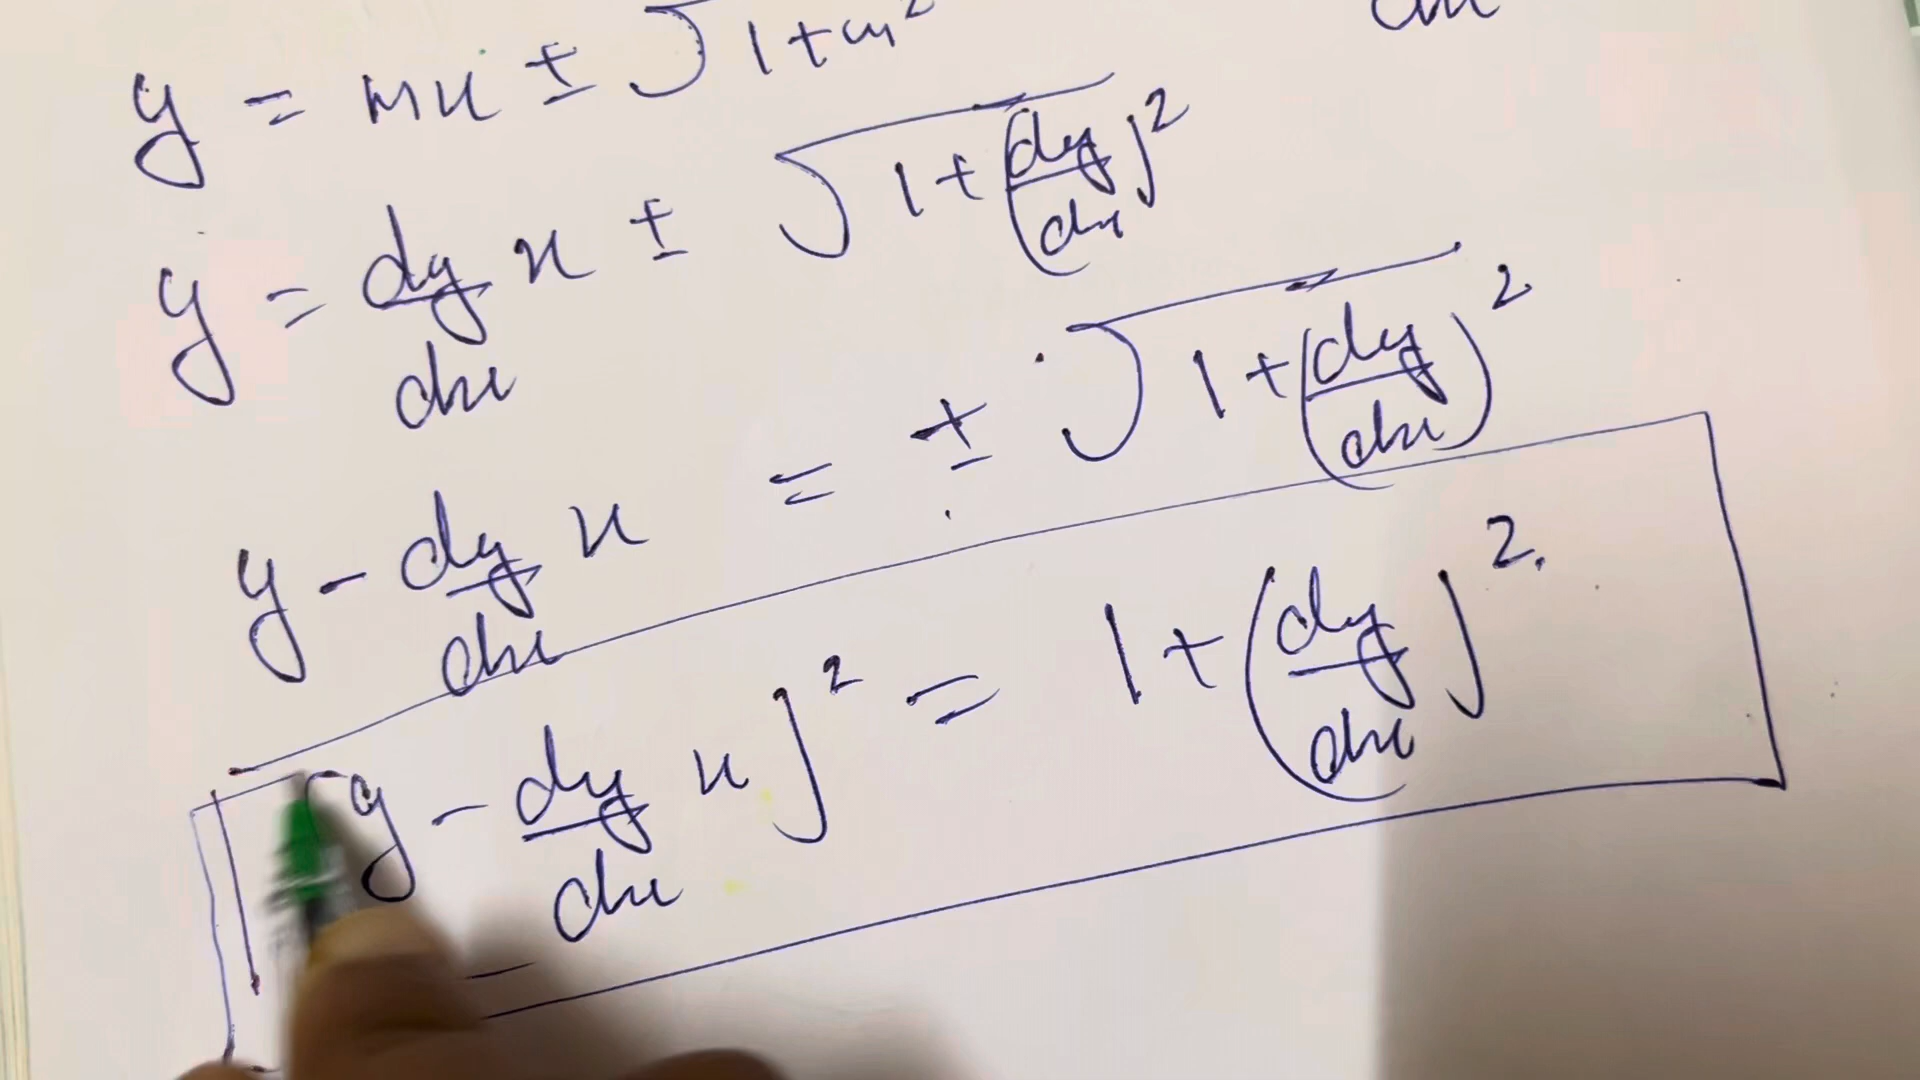 y = mx ± √1+m²
y = dy/dx x ± √1+(dy/dx)²
y - dy/dx x = ± √1+(dy/dx)²
(y - dy/dx x)² = 1+(dy/dx)².